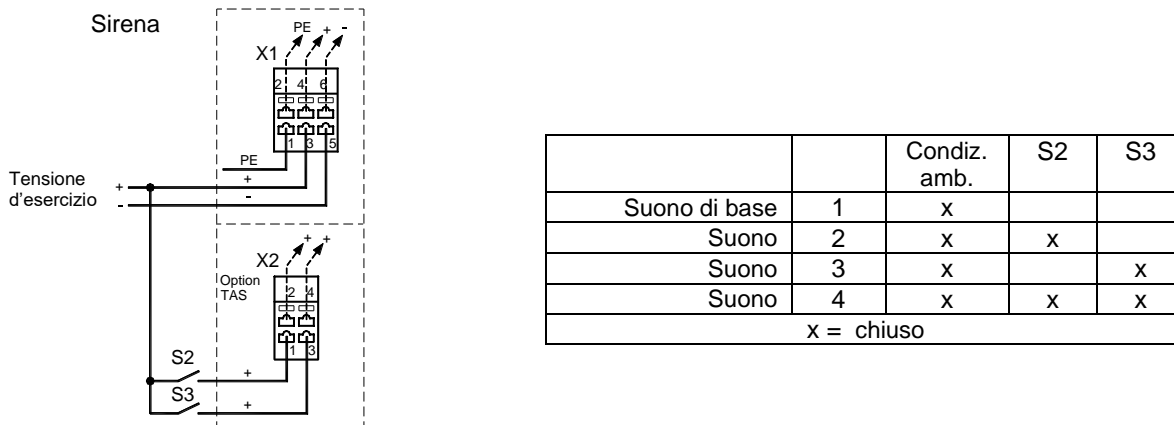 Sirena
PE + -
X1
2 4 6
1 3 5
PE
Tensione
d'esercizio
+ +
- -
X2 + +
Option
TAS
2 4
1 3
S2
+
S3
+
Condiz.
amb. S2 S3
Suono di base 1 x
Suono 2 x x
Suono 3 x x
Suono 4 x x x
x = chiuso